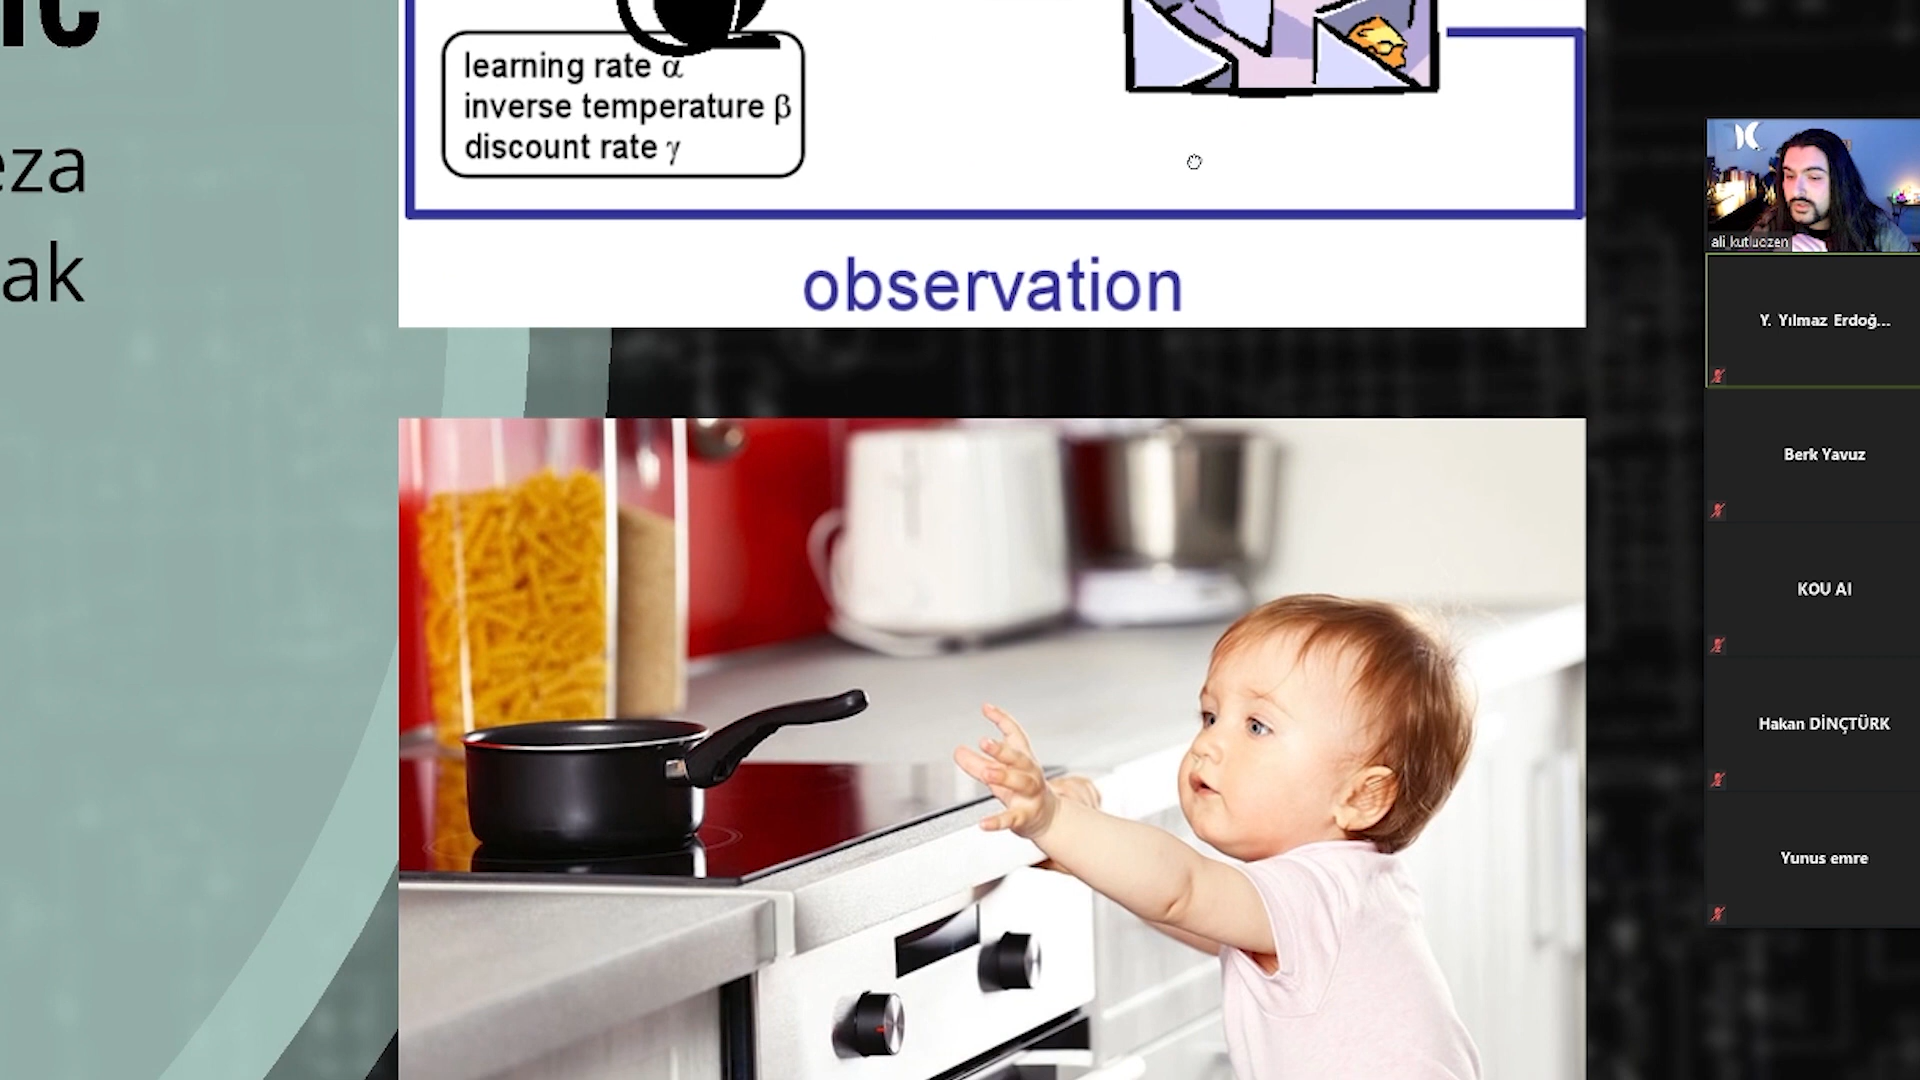 eza
ak
learning rate α
inverse temperature β
discount rate γ
observation
ali_kutluozen
Y. Yılmaz Erdoğ...
Berk Yavuz
KOU AI
Hakan DİNÇTÜRK
Yunus emre